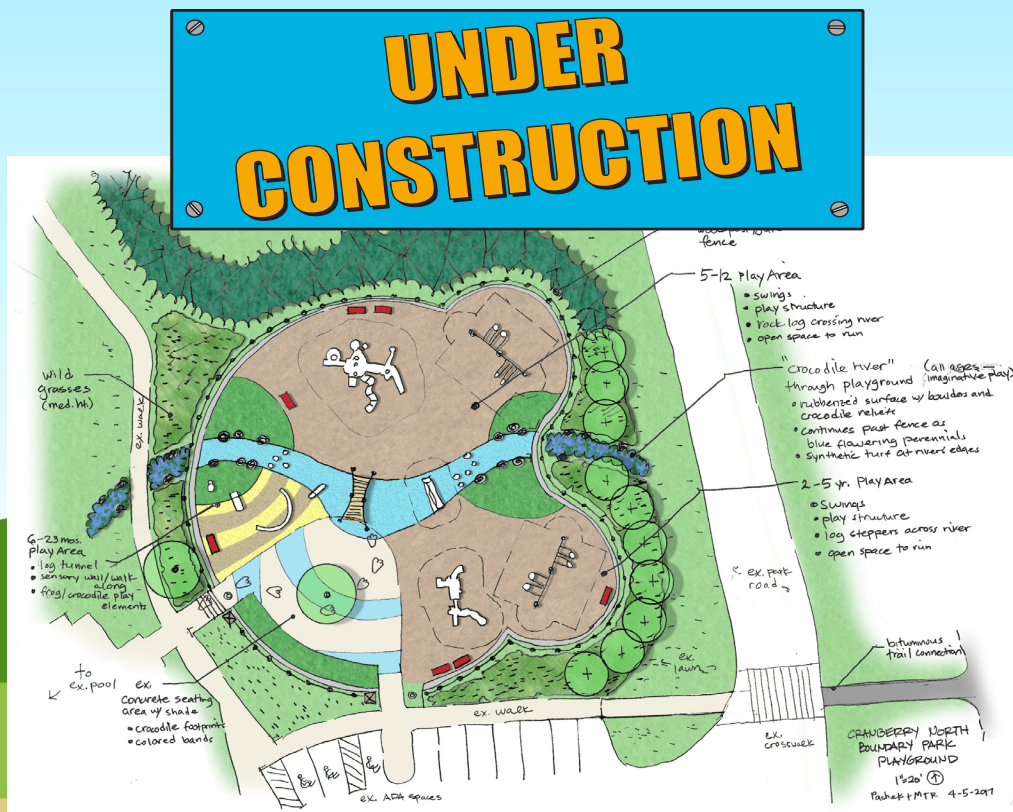 UNDER
CONSTRUCTION
fence
5-12 Play Area
• swings
• play structure
• rock log crossing river
• open space to run
"Crocodile River" (all ages – imaginative play)
through playground
• rubberized surface w/ boulders and
crocodile reliefs
• continues past fence as
blue flowering perennials
• synthetic turf at rivers edges
2-5 yr. Play Area
• Swings
• play structure
• log steppers across river
• open space to run
wild
grasses
(med. ht.)
ex. walk
6-23 mos.
play Area
• log tunnel
• sensory wall/walk
along
• frog/crocodile play
elements
ex. park
road
to
ex. pool
ex.
Concrete seating
area w/ shade
• crocodile footprints
• colored bands
ex.
lawn
bituminous
trail connection
ex. walk
ex.
crosswalk
ex. ADA spaces
CRANBERRY NORTH
BOUNDARY PARK
PLAYGROUND
1"=20'
Pashek+MTR 4-5-2017